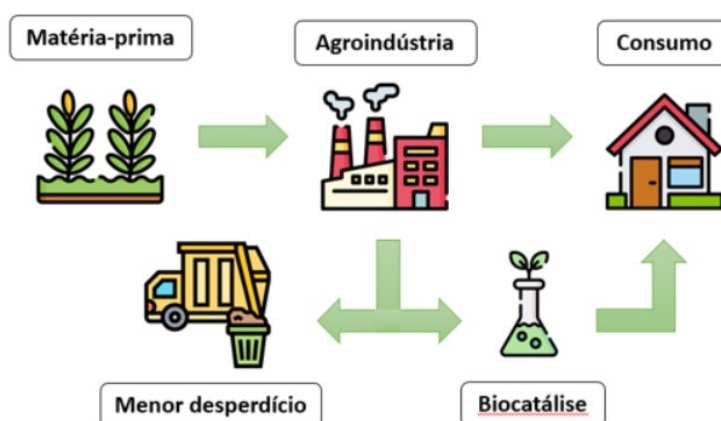 Matéria-prima
Agroindústria
Consumo
Menor desperdício
Biocatálise